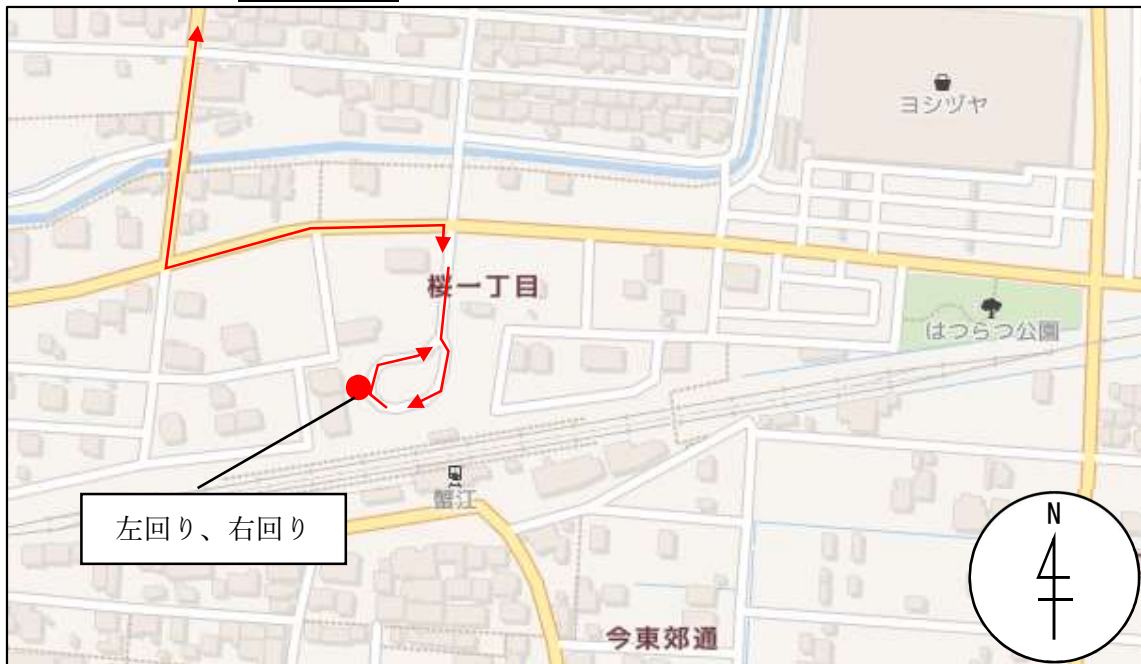 ヨシヅヤ
桜一丁目
はつらつ公園
蟹江
左回り、右回り
N
今東郊通